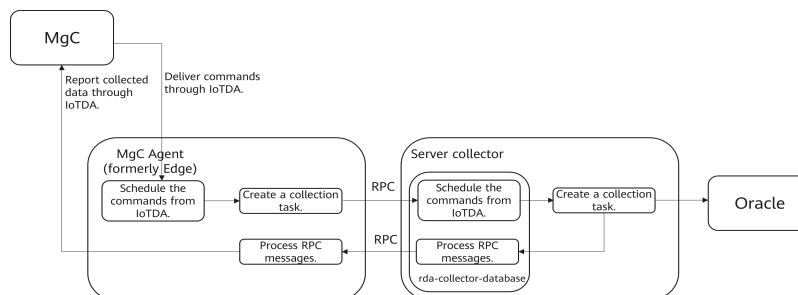 MgC
Report collected
data through
IoTDA.
Deliver commands
through IoTDA.
MgC Agent
(formerly Edge)
Schedule the
commands from
IoTDA.
Create a collection
task.
Process RPC
messages.
RPC
RPC
Server collector
Schedule the
commands from
IoTDA.
Create a collection
task.
Process RPC
messages.
rda-collector-database
Oracle